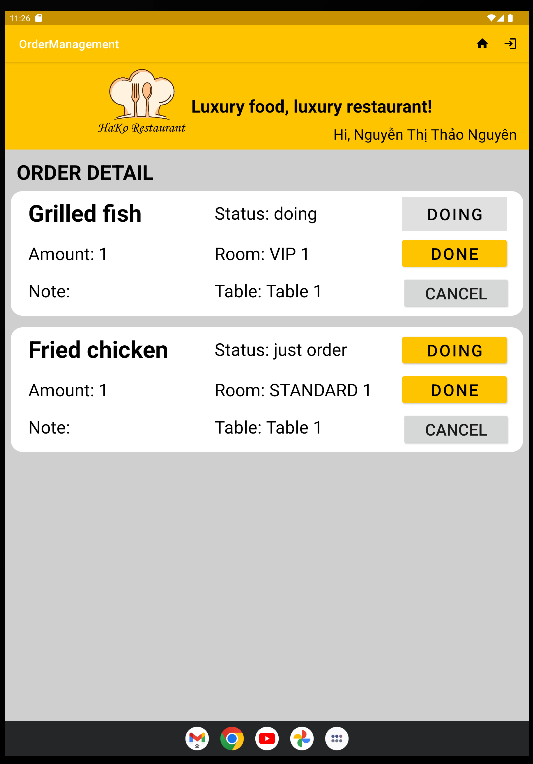 11:26
OrderManagement
HaKo Restaurant
Luxury food, luxury restaurant!
Hi, Nguyễn Thị Thảo Nguyên
ORDER DETAIL
Grilled fish Status: doing DOING
Amount: 1 Room: VIP 1 DONE
Note: Table: Table 1 CANCEL
Fried chicken Status: just order DOING
Amount: 1 Room: STANDARD 1 DONE
Note: Table: Table 1 CANCEL